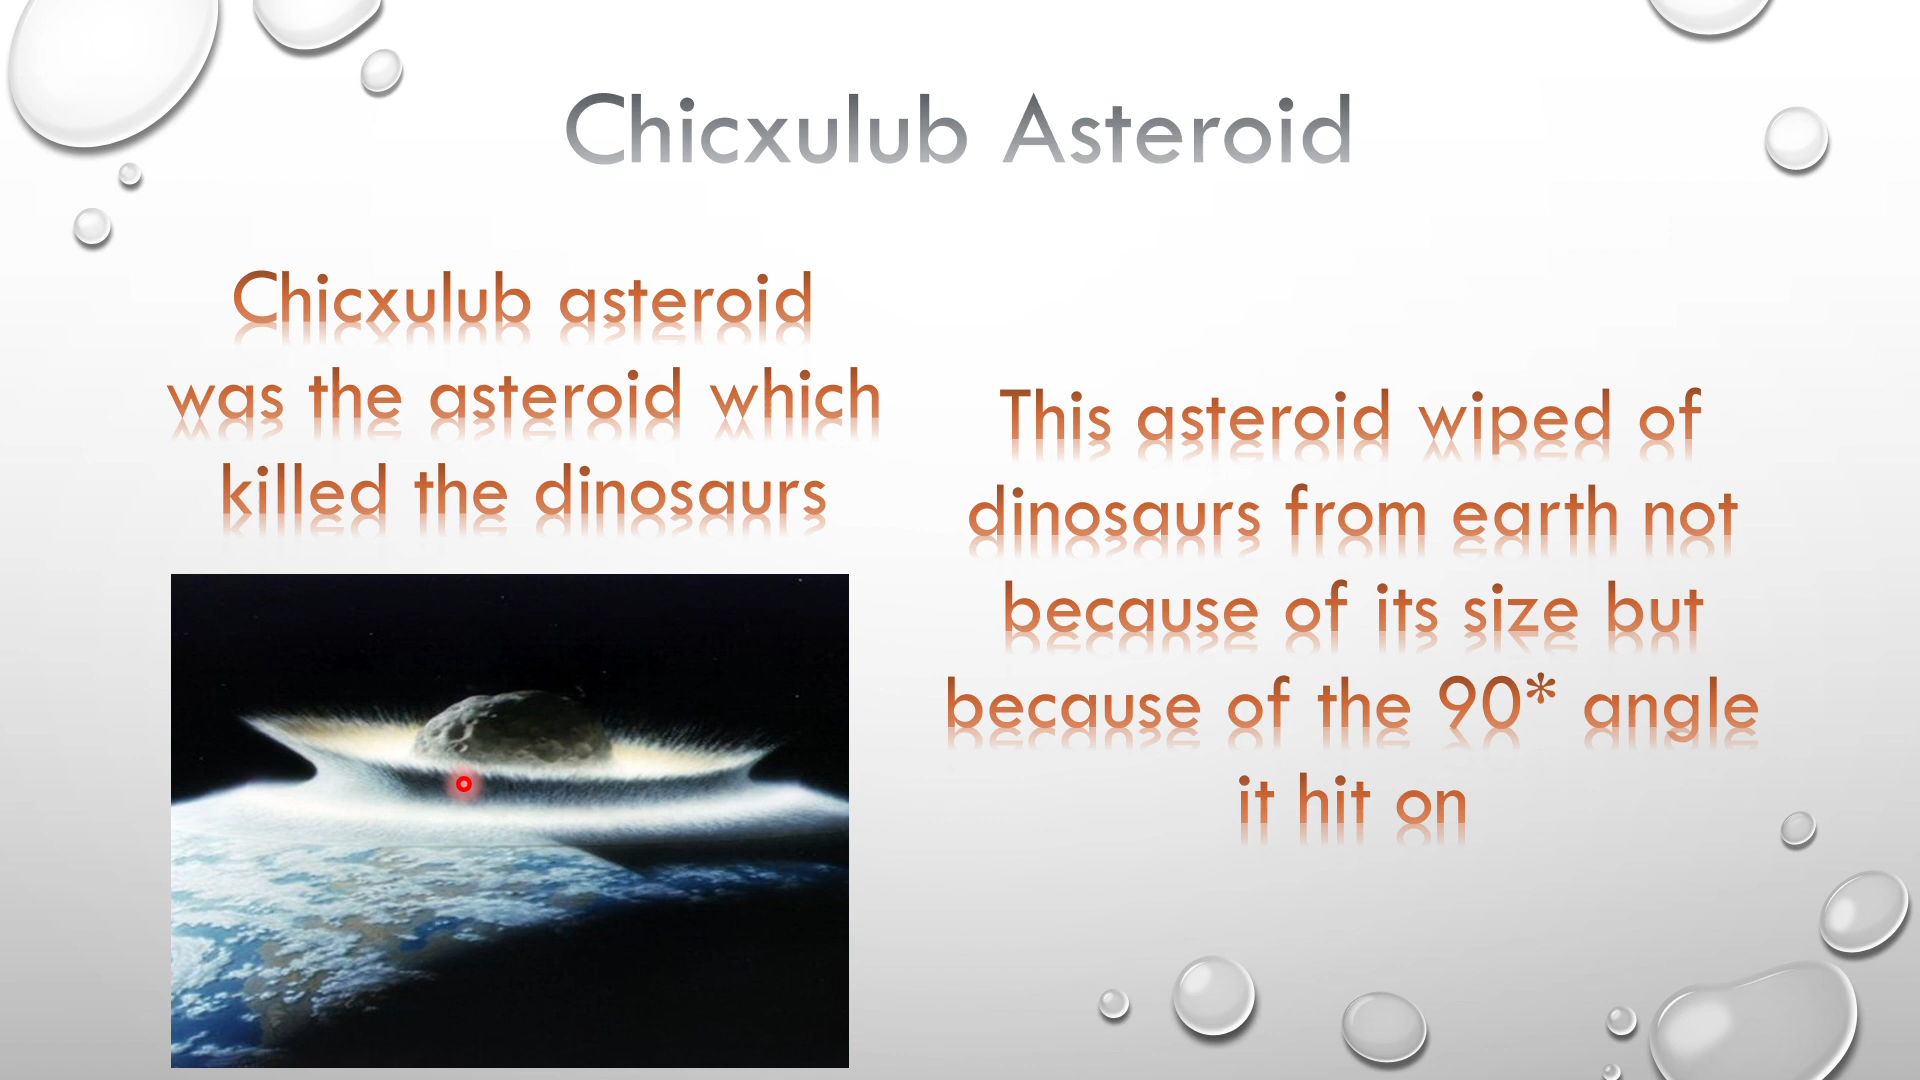 Chicxulub Asteroid
Chicxulub asteroid
was the asteroid which
killed the dinosaurs
This asteroid wiped of
dinosaurs from earth not
because of its size but
because of the 90* angle
it hit on